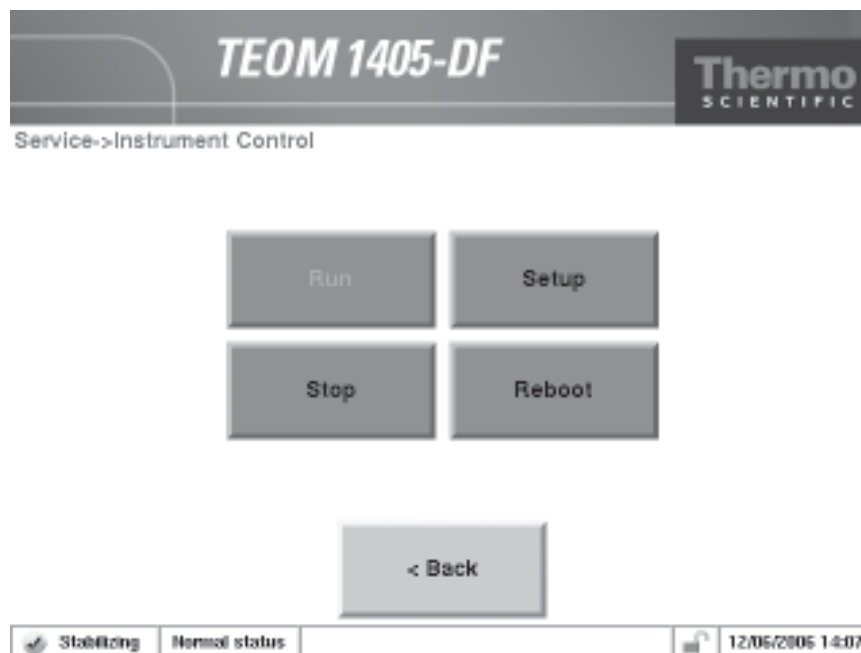 TEOM 1405-DF
Thermo
SCIENTIFIC
Service->Instrument Control
Run
Setup
Stop
Reboot
< Back
Stabilizing
Normal status
12/06/2006 14:07